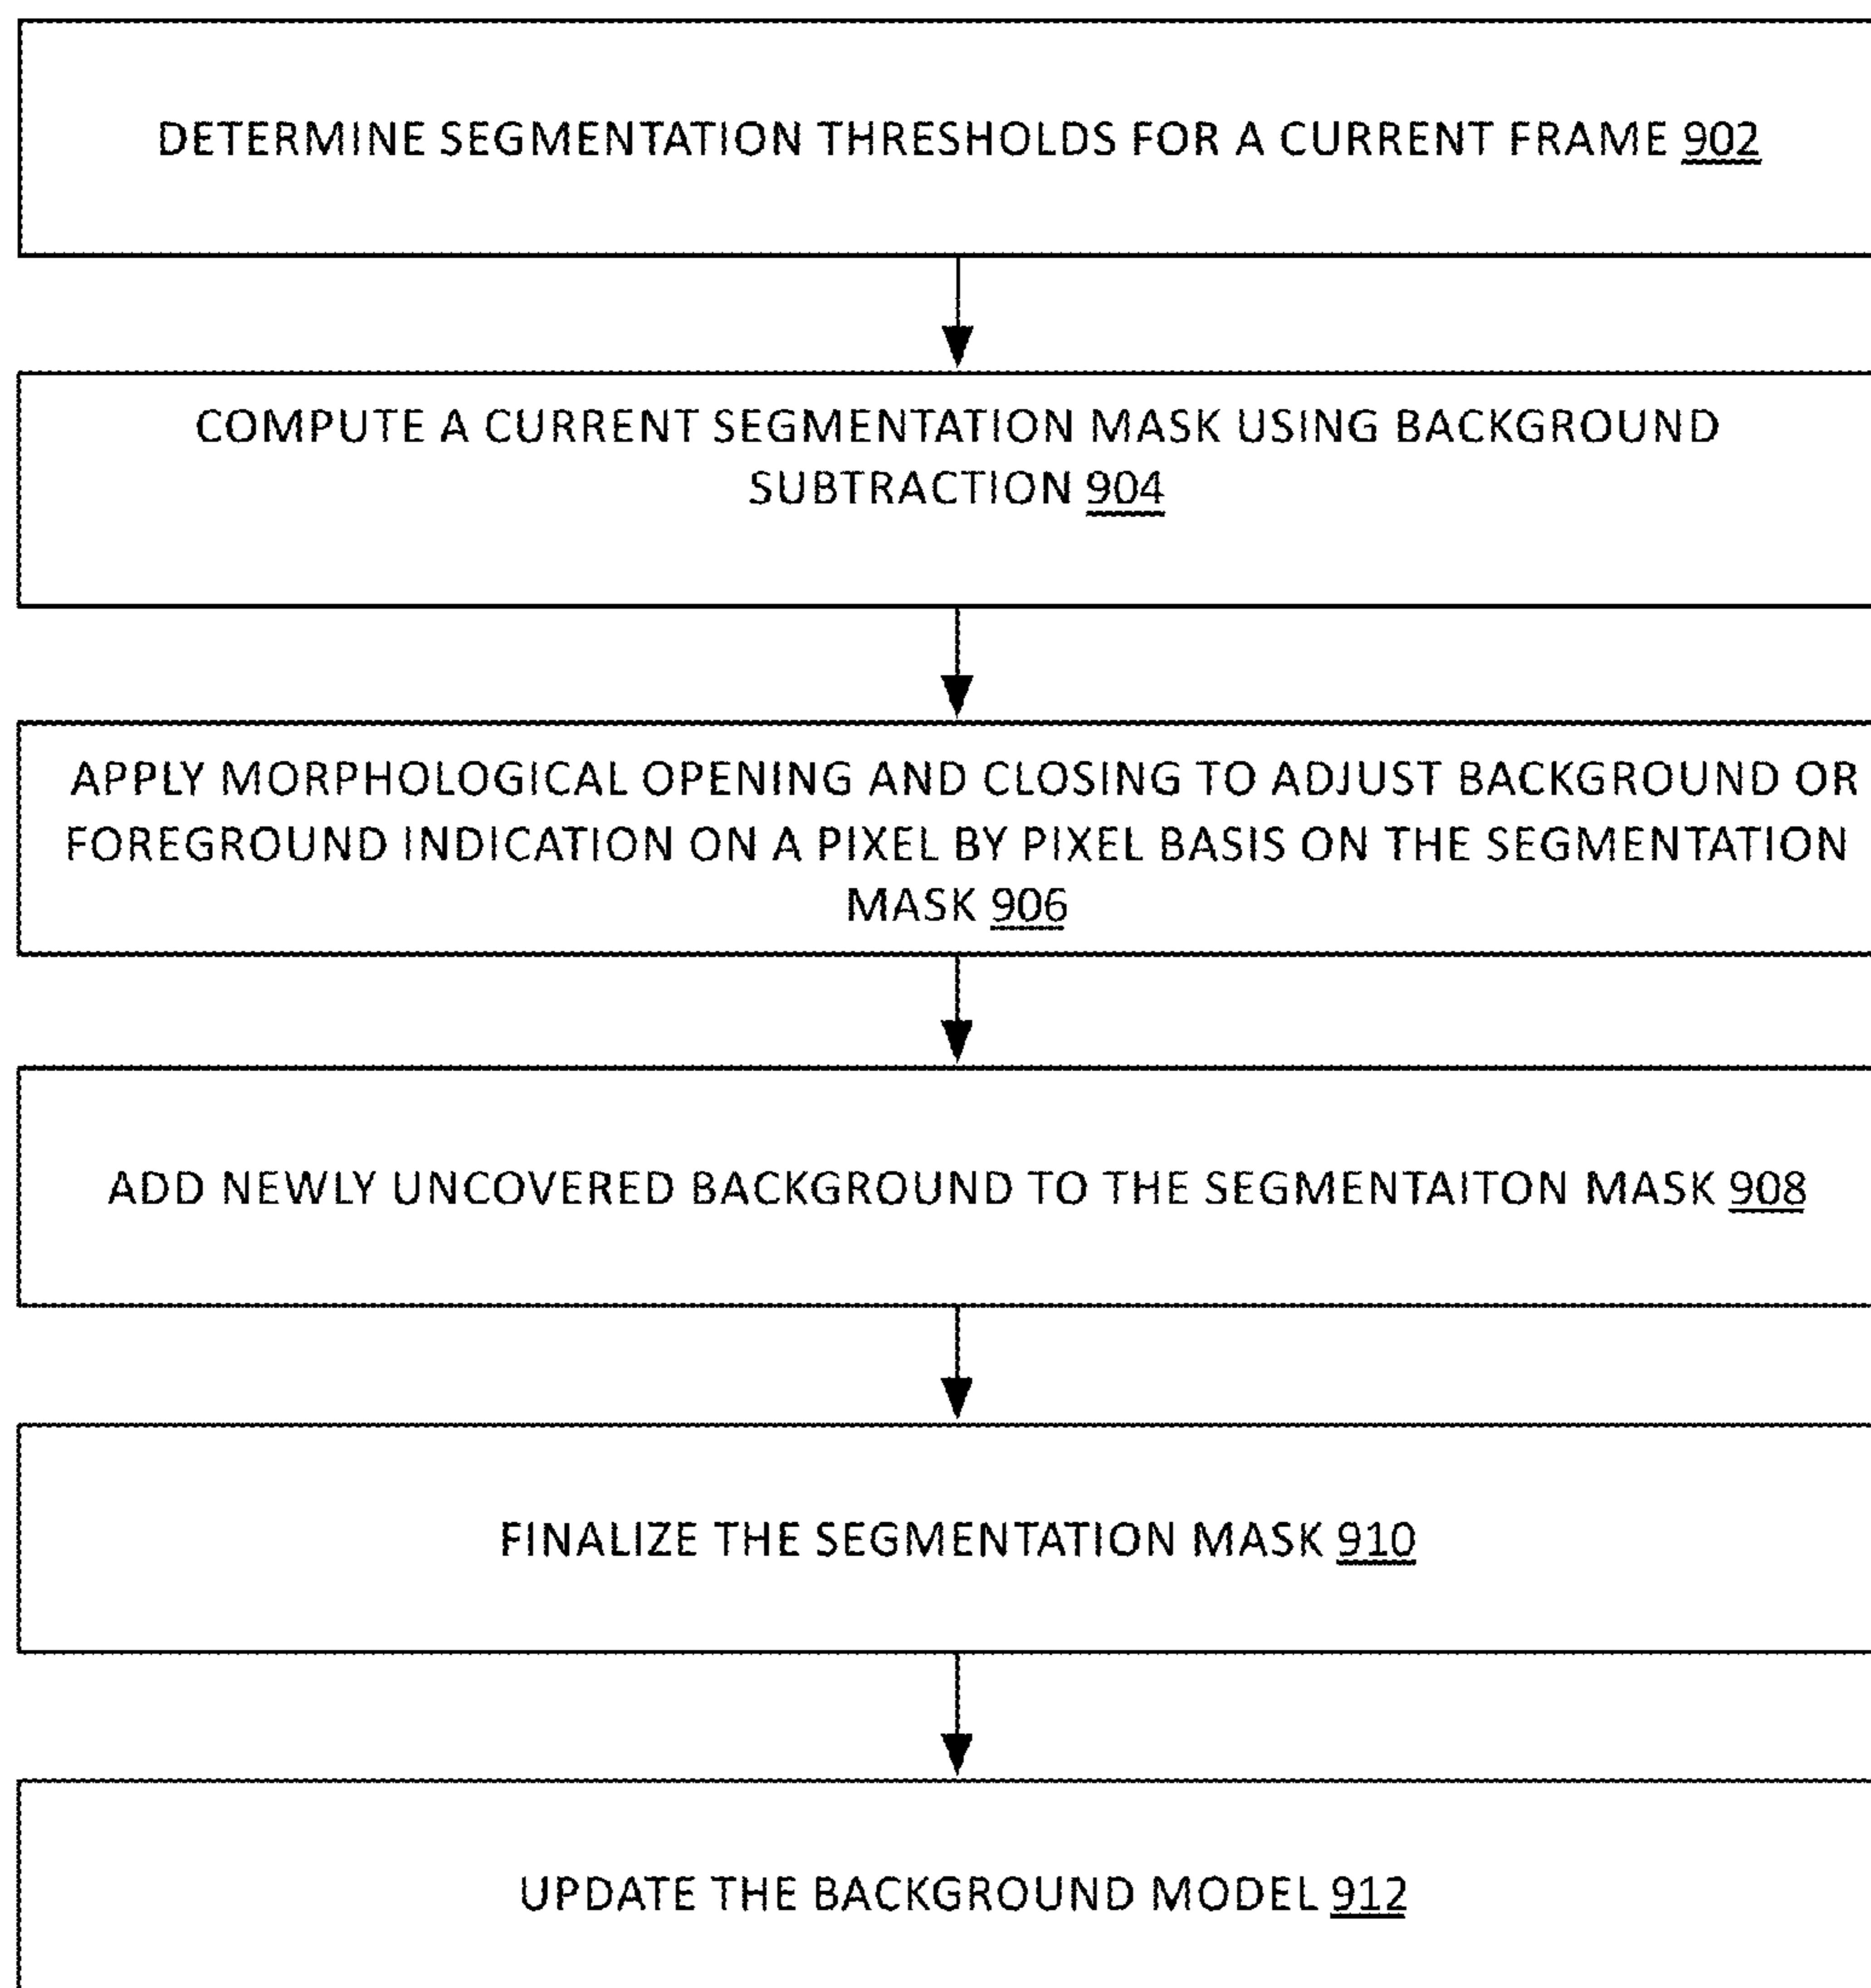 DETERMINE SEGMENTATION THRESHOLDS FOR A CURRENT FRAME 902
COMPUTE A CURRENT SEGMENTATION MASK USING BACKGROUND
SUBTRACTION 904
APPLY MORPHOLOGICAL OPENING AND CLOSING TO ADJUST BACKGROUND OR
FOREGROUND INDICATION ON A PIXEL BY PIXEL BASIS ON THE SEGMENTATION
MASK 906
ADD NEWLY UNCOVERED BACKGROUND TO THE SEGMENTAITON MASK 908
FINALIZE THE SEGMENTATION MASK 910
UPDATE THE BACKGROUND MODEL 912